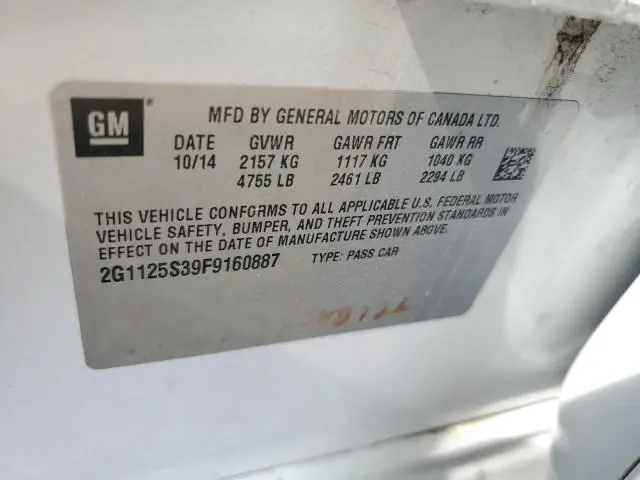 GM
MFD BY GENERAL MOTORS OF CANADA LTD.
DATE GVWR GAWR FRT GAWR RR
10/14 2157 KG 1117 KG 1040 KG
4755 LB 2461 LB 2294 LB
THIS VEHICLE CONFORMS TO ALL APPLICABLE U.S. FEDERAL MOTOR
VEHICLE SAFETY, BUMPER, AND THEFT PREVENTION STANDARDS IN
EFFECT ON THE DATE OF MANUFACTURE SHOWN ABOVE.
2G1125S39F9160887 TYPE: PASS CAR